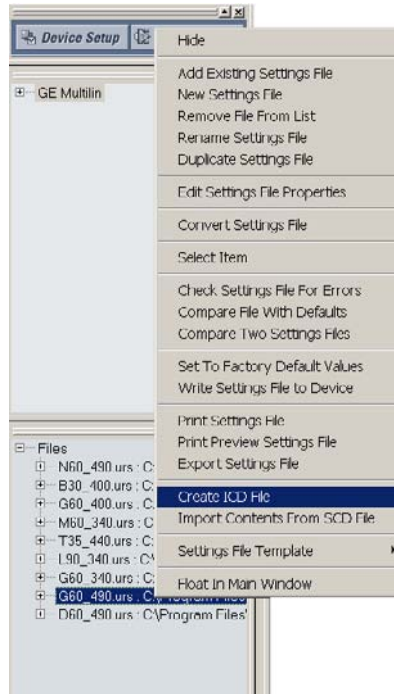 Device Setup
GE Multilin
Hide
Add Existing Settings File
New Settings File
Remove File From List
Rename Settings File
Duplicate Settings File
Edit Settings File Properties
Convert Settings File
Select Item
Check Settings File For Errors
Compare File With Defaults
Compare Two Settings Files
Set To Factory Default Values
Write Settings File to Device
Print Settings File
Print Preview Settings File
Export Settings File
Create ICD File
Import Contents From SCD File
Settings File Template
Float In Main Window
Files
N60_490.urs : C:
B30_400.urs : C:
G60_400.urs : C:
M60_340.urs : C
T35_440.urs : C:
L90_340.urs : C:\
G60_340.urs : C:
G60_490.urs : C:\Program Files
D60_490.urs : C:\Program Files\